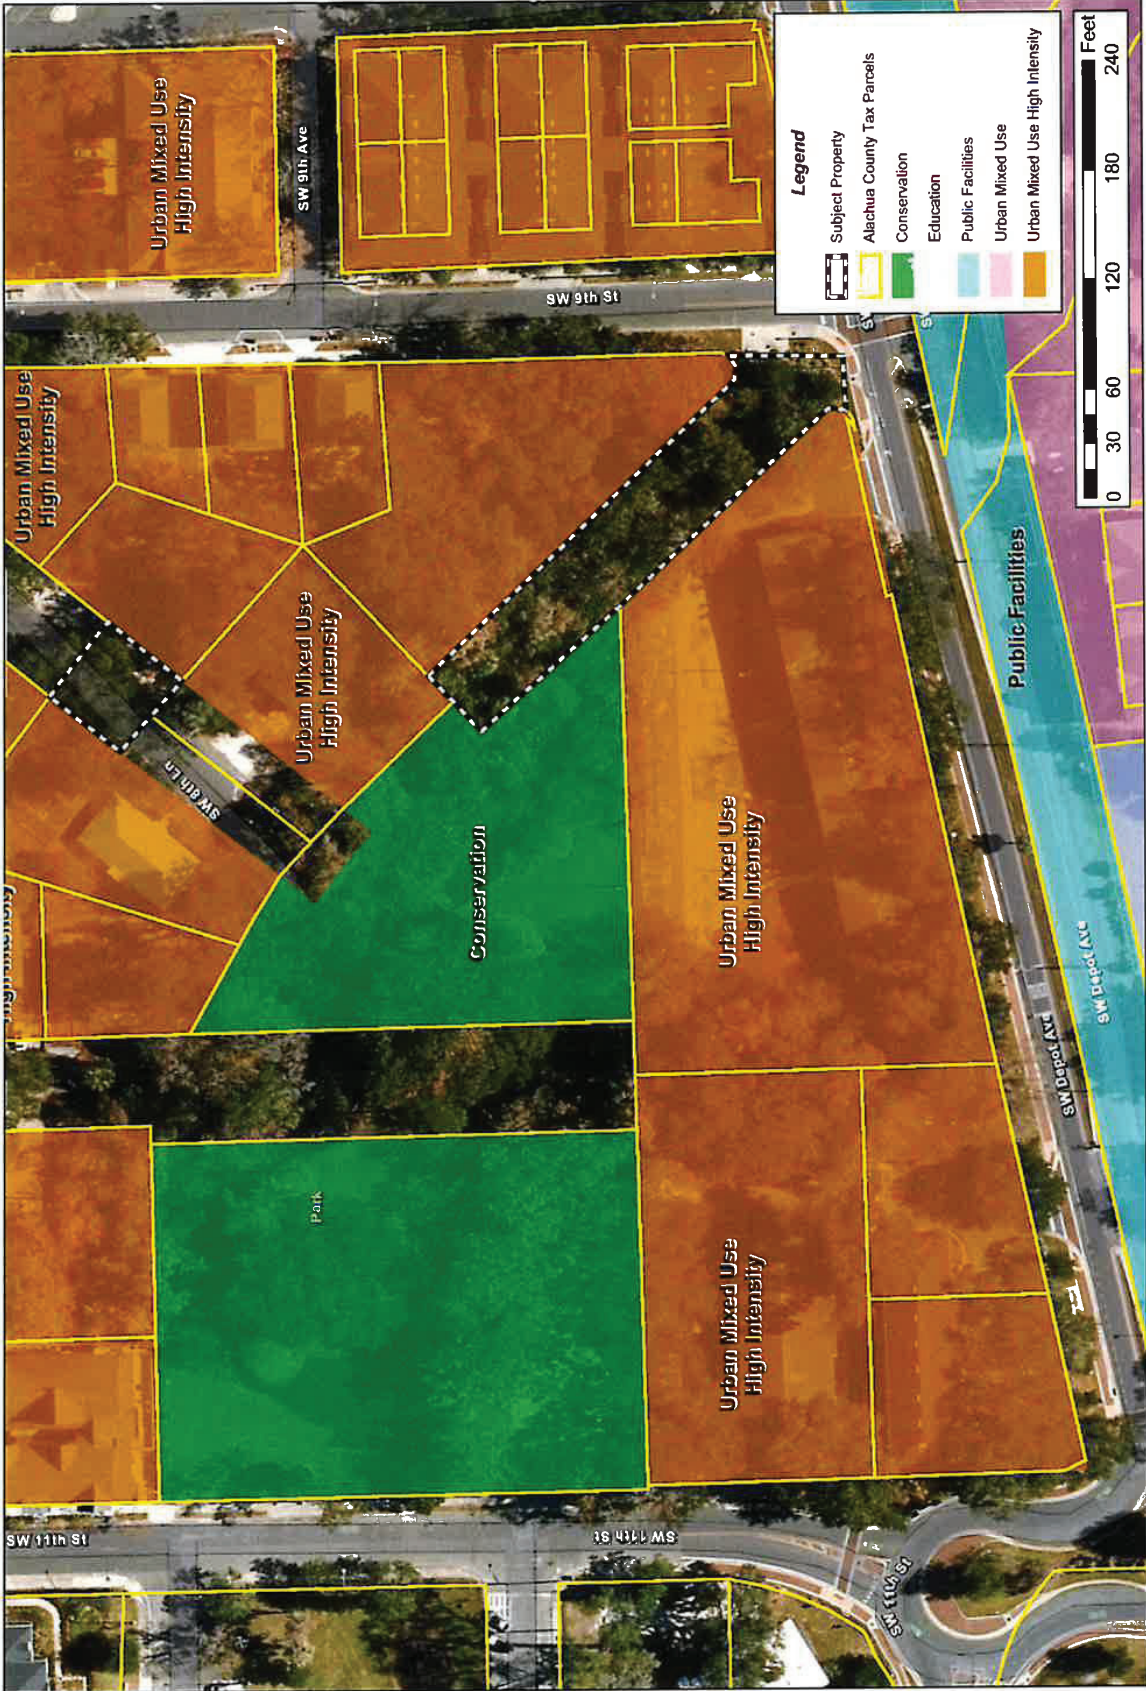 Urban Mixed Use
High Intensity
SW 9th Ave
SW 9th St
Urban Mixed Use
High Intensity
SW 8th Ln
Urban Mixed Use
High Intensity
High Intensity
Conservation
Park
Urban Mixed Use
High Intensity
Urban Mixed Use
High Intensity
Public Facilities
SW Depot Ave
SW Depot Ave
SW 11th St
SW 11th St
SW 11th St
SW
SW
Legend
Subject Property
Alachua County Tax Parcels
Conservation
Education
Public Facilities
Urban Mixed Use
Urban Mixed Use High Intensity
0 30 60 120 180 240
Feet